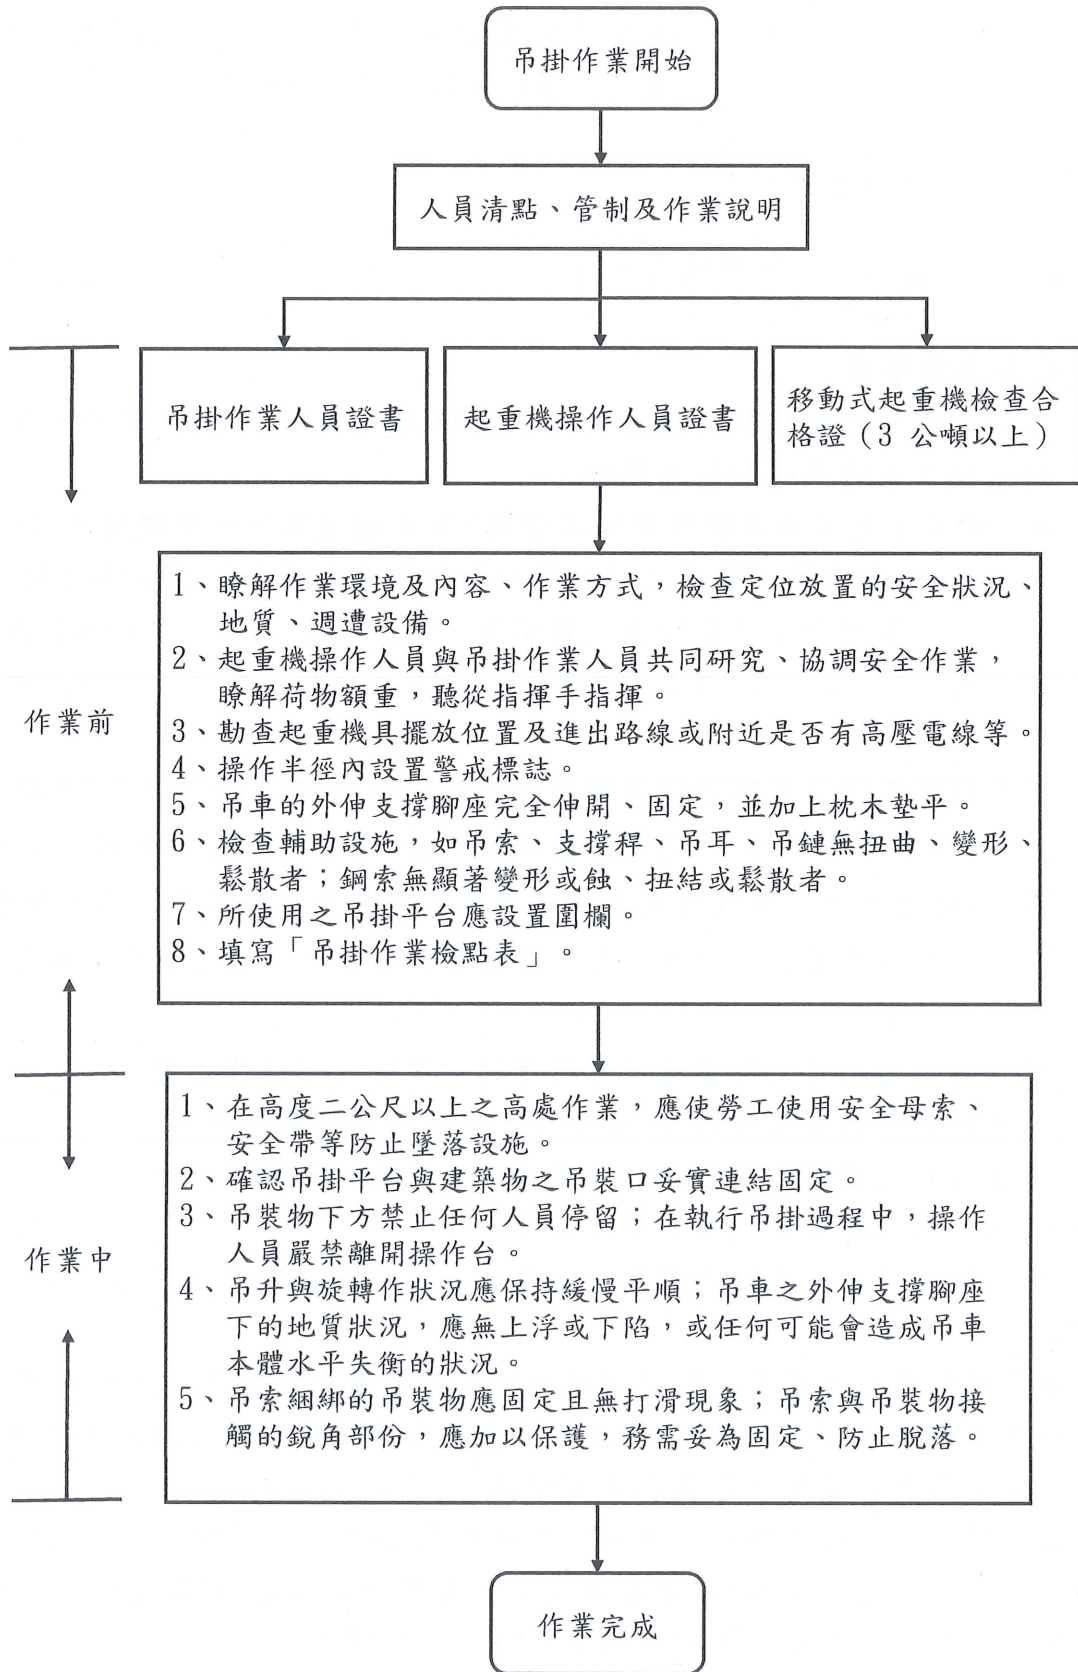 吊掛作業開始
人員清點、管制及作業說明
吊掛作業人員證書
起重機操作人員證書
移動式起重機檢查合
格證（3 公噸以上）
作業前
1、瞭解作業環境及內容、作業方式，檢查定位放置的安全狀況、
地質、週遭設備。
2、起重機操作人員與吊掛作業人員共同研究、協調安全作業，
瞭解荷物額重，聽從指揮手指揮。
3、勘查起重機具擺放位置及進出路線或附近是否有高壓電線等。
4、操作半徑內設置警戒標誌。
5、吊車的外伸支撐腳座完全伸開、固定，並加上枕木墊平。
6、檢查輔助設施，如吊索、支撐稈、吊耳、吊鏈無扭曲、變形、
鬆散者；鋼索無顯著變形或蝕、扭結或鬆散者。
7、所使用之吊掛平台應設置圍欄。
8、填寫「吊掛作業檢點表」。
作業中
1、在高度二公尺以上之高處作業，應使勞工使用安全母索、
安全帶等防止墜落設施。
2、確認吊掛平台與建築物之吊裝口妥實連結固定。
3、吊裝物下方禁止任何人員停留；在執行吊掛過程中，操作
人員嚴禁離開操作台。
4、吊升與旋轉作狀況應保持緩慢平順；吊車之外伸支撐腳座
下的地質狀況，應無上浮或下陷，或任何可能會造成吊車
本體水平失衡的狀況。
5、吊索綑綁的吊裝物應固定且無打滑現象；吊索與吊裝物接
觸的銳角部份，應加以保護，務需妥為固定、防止脫落。
作業完成